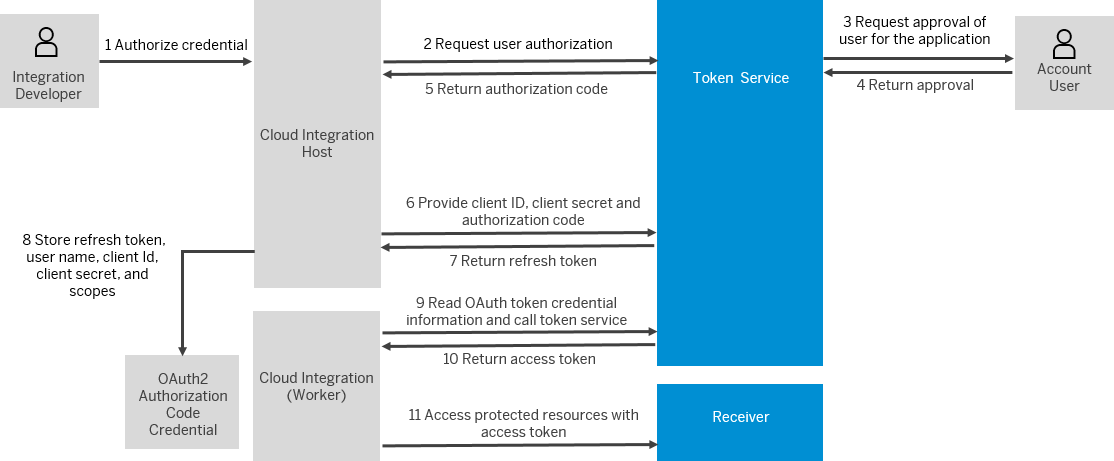 1 Authorize credential
Integration
Developer
Cloud Integration
Host
2 Request user authorization
5 Return authorization code
Token Service
3 Request approval of
user for the application
4 Return approval
Account
User
6 Provide client ID, client secret and
authorization code
7 Return refresh token
8 Store refresh token,
user name, client Id,
client secret, and
scopes
OAuth2
Authorization
Code
Credential
9 Read OAuth token credential
information and call token service
10 Return access token
Cloud Integration
(Worker)
11 Access protected resources with
access token
Receiver